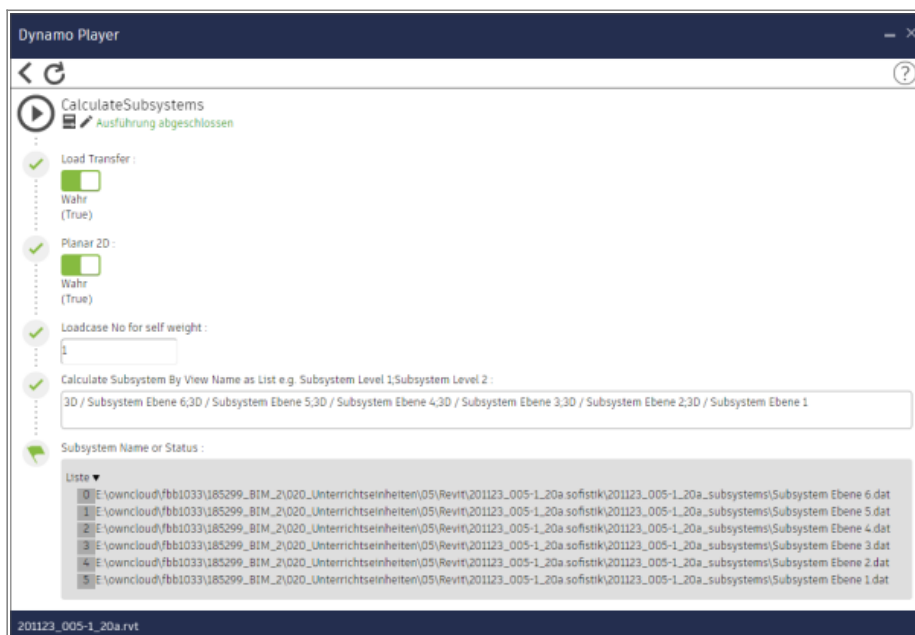 Dynamo Player
CalculateSubsystems
Ausführung abgeschlossen
Load Transfer :
Wahr
(True)
Planar 2D :
Wahr
(True)
Loadcase No for self weight :
1
Calculate Subsystem By View Name as List e.g. Subsystem Level 1;Subsystem Level 2 :
3D / Subsystem Ebene 6;3D / Subsystem Ebene 5;3D / Subsystem Ebene 4;3D / Subsystem Ebene 3;3D / Subsystem Ebene 2;3D / Subsystem Ebene 1
Subsystem Name or Status :
Liste
0 E:\owncloud\fbb1033\185299_BIM_2\020_Unterrichtseinheiten\05\Revit\201123_005-1_20a.sofistik\201123_005-1_20a_subsystems\Subsystem Ebene 6.dat
1 E:\owncloud\fbb1033\185299_BIM_2\020_Unterrichtseinheiten\05\Revit\201123_005-1_20a.sofistik\201123_005-1_20a_subsystems\Subsystem Ebene 5.dat
2 E:\owncloud\fbb1033\185299_BIM_2\020_Unterrichtseinheiten\05\Revit\201123_005-1_20a.sofistik\201123_005-1_20a_subsystems\Subsystem Ebene 4.dat
3 E:\owncloud\fbb1033\185299_BIM_2\020_Unterrichtseinheiten\05\Revit\201123_005-1_20a.sofistik\201123_005-1_20a_subsystems\Subsystem Ebene 3.dat
4 E:\owncloud\fbb1033\185299_BIM_2\020_Unterrichtseinheiten\05\Revit\201123_005-1_20a.sofistik\201123_005-1_20a_subsystems\Subsystem Ebene 2.dat
5 E:\owncloud\fbb1033\185299_BIM_2\020_Unterrichtseinheiten\05\Revit\201123_005-1_20a.sofistik\201123_005-1_20a_subsystems\Subsystem Ebene 1.dat
201123_005-1_20a.rvt